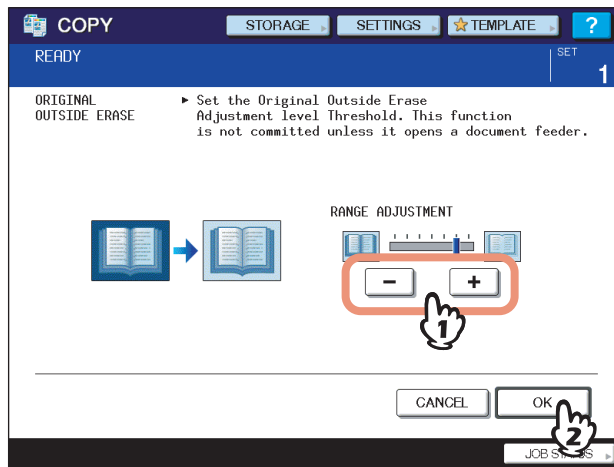 COPY
STORAGE
SETTINGS
TEMPLATE
?
READY
SET
1
ORIGINAL
OUTSIDE ERASE
► Set the Original Outside Erase
Adjustment level Threshold. This function
is not committed unless it opens a document feeder.
RANGE ADJUSTMENT
−
+
1
CANCEL
OK
2
JOB STATUS